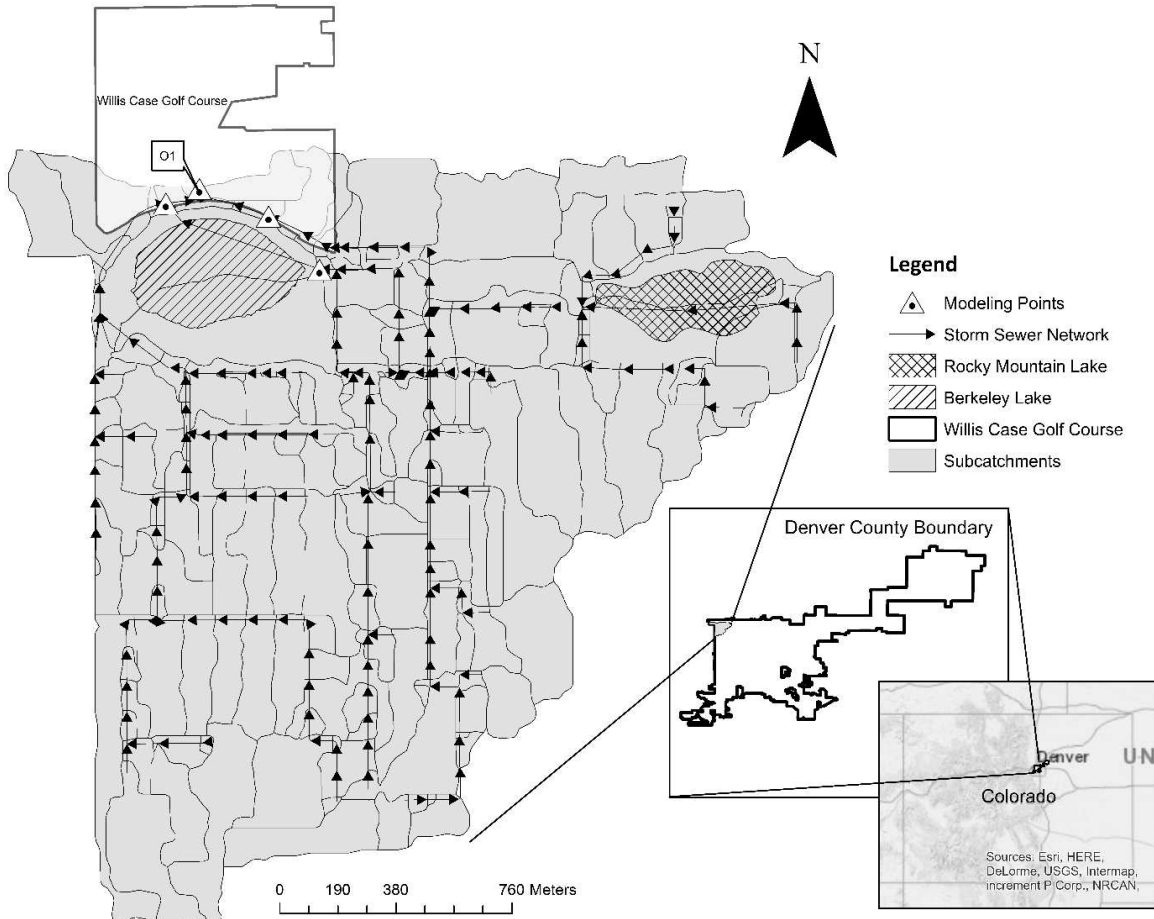 Willis Case Golf Course
O1
N
Legend
Modeling Points
Storm Sewer Network
Rocky Mountain Lake
Berkeley Lake
Willis Case Golf Course
Subcatchments
Denver County Boundary
Denver
UN
Colorado
Sources: Esri, HERE,
DeLorme, USGS, Intermap,
increment P Corp., NRCAN,
0 190 380 760 Meters